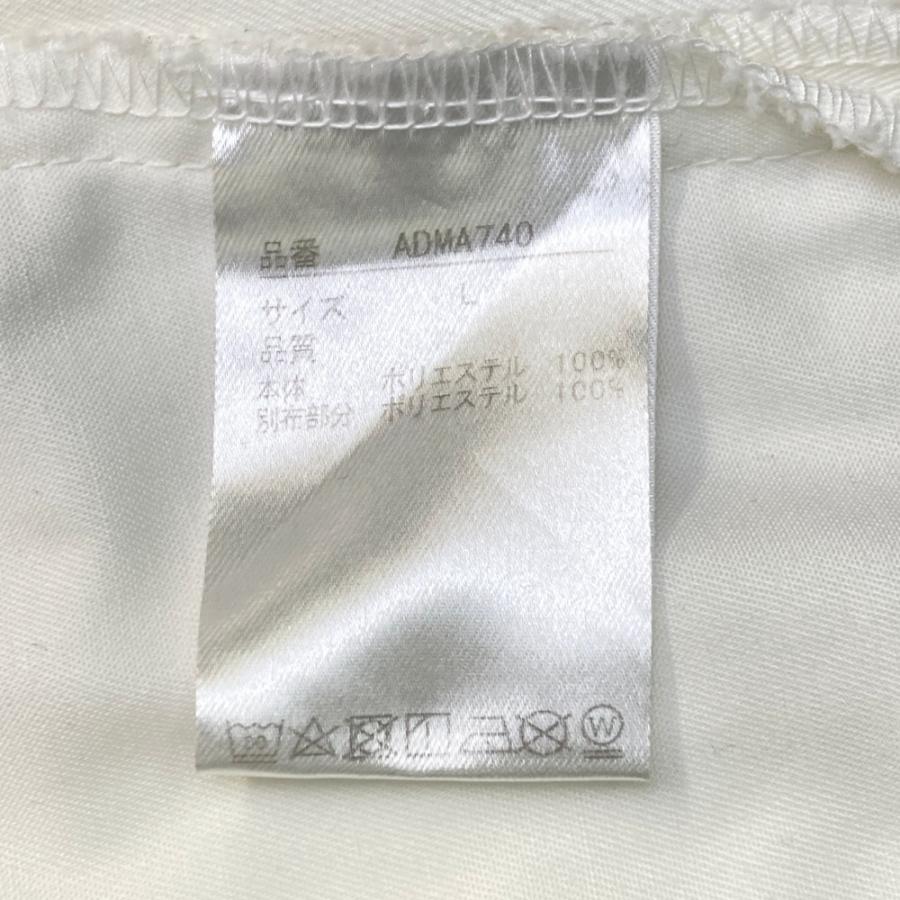 品番 ADMA740
サイズ L
品質
本体 ポリエステル 100%
別布部分 ポリエステル 100%
W